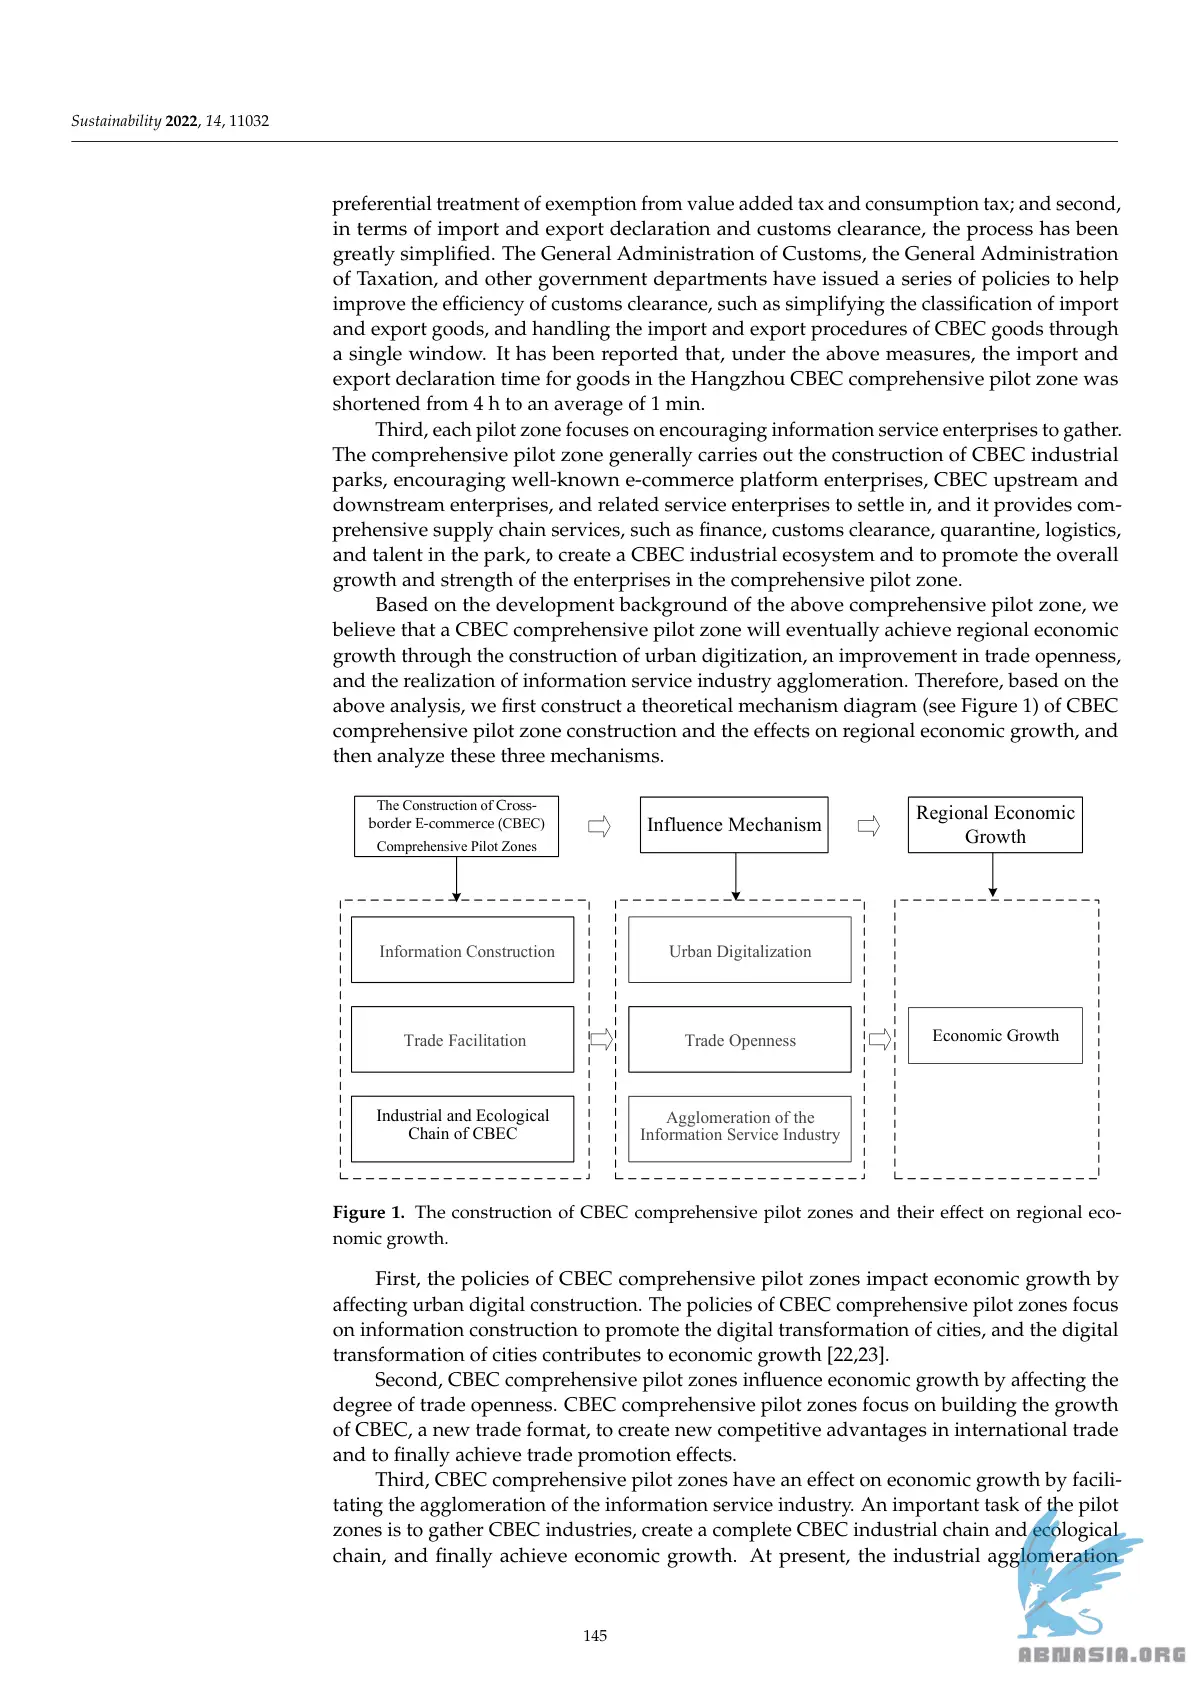 Sustainability 2022, 14, 11032
preferential treatment of exemption from value added tax and consumption tax; and second,
in terms of import and export declaration and customs clearance, the process has been
greatly simplified. The General Administration of Customs, the General Administration
of Taxation, and other government departments have issued a series of policies to help
improve the efficiency of customs clearance, such as simplifying the classification of import
and export goods, and handling the import and export procedures of CBEC goods through
a single window. It has been reported that, under the above measures, the import and
export declaration time for goods in the Hangzhou CBEC comprehensive pilot zone was
shortened from 4 h to an average of 1 min.
Third, each pilot zone focuses on encouraging information service enterprises to gather.
The comprehensive pilot zone generally carries out the construction of CBEC industrial
parks, encouraging well-known e-commerce platform enterprises, CBEC upstream and
downstream enterprises, and related service enterprises to settle in, and it provides com-
prehensive supply chain services, such as finance, customs clearance, quarantine, logistics,
and talent in the park, to create a CBEC industrial ecosystem and to promote the overall
growth and strength of the enterprises in the comprehensive pilot zone.
Based on the development background of the above comprehensive pilot zone, we
believe that a CBEC comprehensive pilot zone will eventually achieve regional economic
growth through the construction of urban digitization, an improvement in trade openness,
and the realization of information service industry agglomeration. Therefore, based on the
above analysis, we first construct a theoretical mechanism diagram (see Figure 1) of CBEC
comprehensive pilot zone construction and the effects on regional economic growth, and
then analyze these three mechanisms.
The Construction of Cross-
border E-commerce (CBEC)
Comprehensive Pilot Zones
Influence Mechanism
Regional Economic
Growth
Information Construction
Urban Digitalization
Trade Facilitation
Trade Openness
Economic Growth
Industrial and Ecological
Chain of CBEC
Agglomeration of the
Information Service Industry
Figure 1. The construction of CBEC comprehensive pilot zones and their effect on regional eco-
nomic growth.
First, the policies of CBEC comprehensive pilot zones impact economic growth by
affecting urban digital construction. The policies of CBEC comprehensive pilot zones focus
on information construction to promote the digital transformation of cities, and the digital
transformation of cities contributes to economic growth [22,23].
Second, CBEC comprehensive pilot zones influence economic growth by affecting the
degree of trade openness. CBEC comprehensive pilot zones focus on building the growth
of CBEC, a new trade format, to create new competitive advantages in international trade
and to finally achieve trade promotion effects.
Third, CBEC comprehensive pilot zones have an effect on economic growth by facili-
tating the agglomeration of the information service industry. An important task of the pilot
zones is to gather CBEC industries, create a complete CBEC industrial chain and ecological
chain, and finally achieve economic growth. At present, the industrial agglomeration
145
ABNASIA.ORG